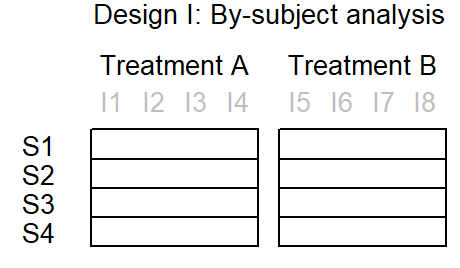 Design I: By-subject analysis
Treatment A Treatment B
I1 I2 I3 I4 I5 I6 I7 I8
S1
S2
S3
S4